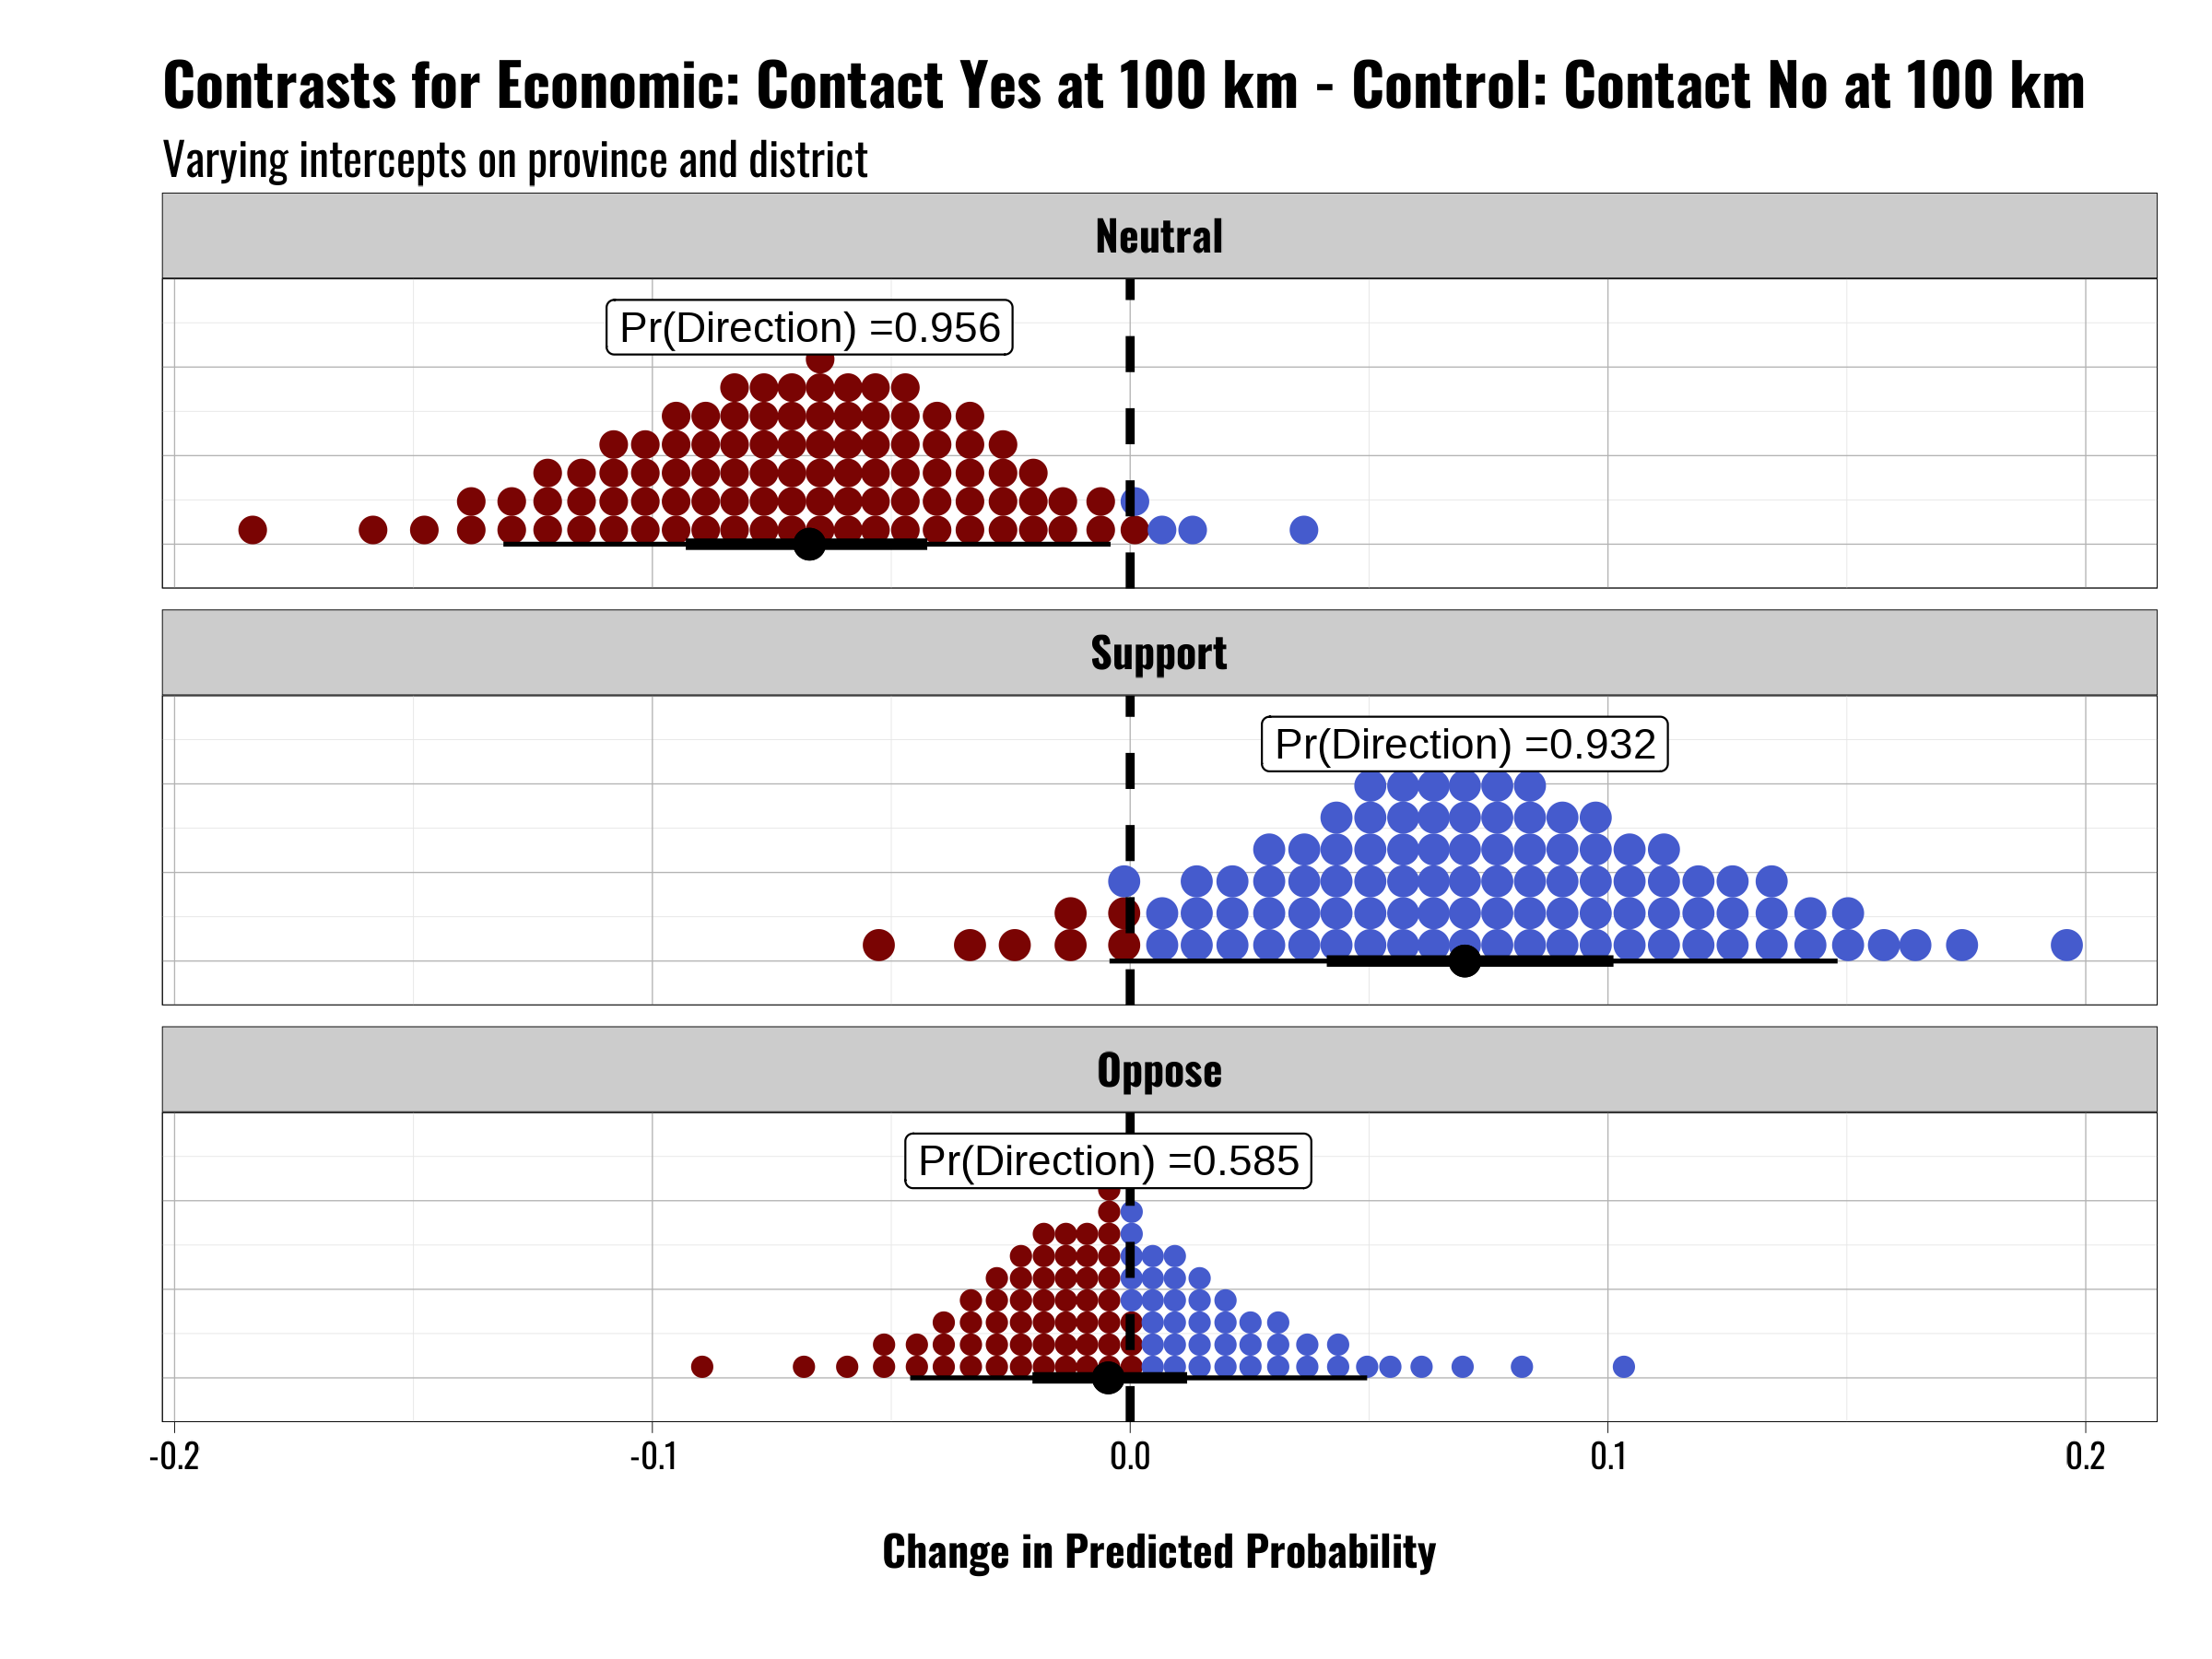 Contrasts for Economic: Contact Yes at 100 km - Control: Contact No at 100 km
Varying intercepts on province and district
Neutral
Pr(Direction) =0.956
Support
Pr(Direction) =0.932
Oppose
Pr(Direction) =0.585
-0.2 -0.1 0.0 0.1 0.2
Change in Predicted Probability